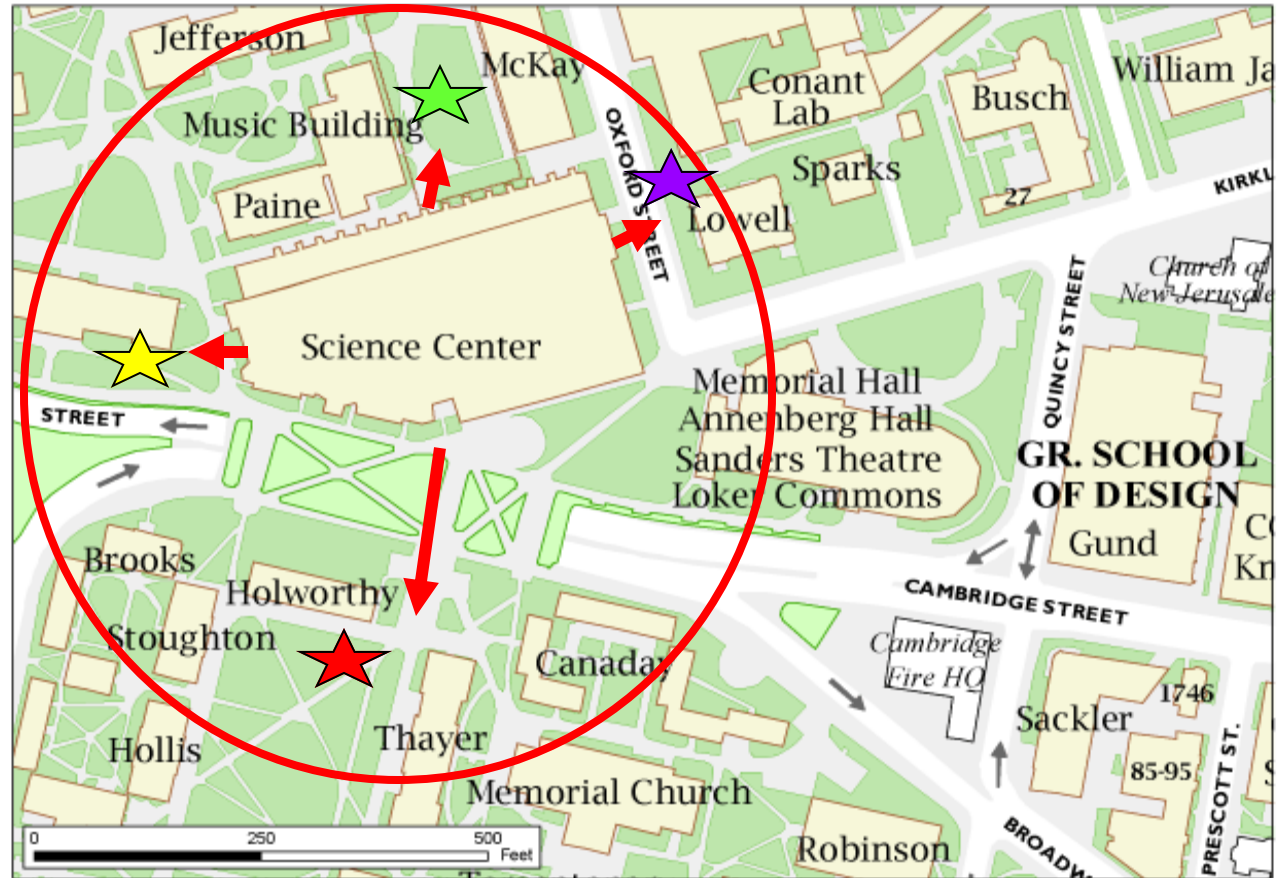 Jefferson
McKay
William Ja
Conant
Lab
Busch
Music Building
OXFORD STREET
Sparks
KIRKL
27
Paine
Lowell
Church of
New Jerusale
Science Center
QUINCY STREET
Memorial Hall
Annenberg Hall
Sanders Theatre
Loker Commons
STREET
GR. SCHOOL
OF DESIGN
Gund
CO
Kn
Brooks
Holworthy
CAMBRIDGE STREET
Stoughton
Canaday
Cambridge
Fire HQ
1746
Sackler
Hollis
Thayer
85-95
PRESCOTT ST.
S
Memorial Church
BROADW
Robinson
0 250 500
Feet